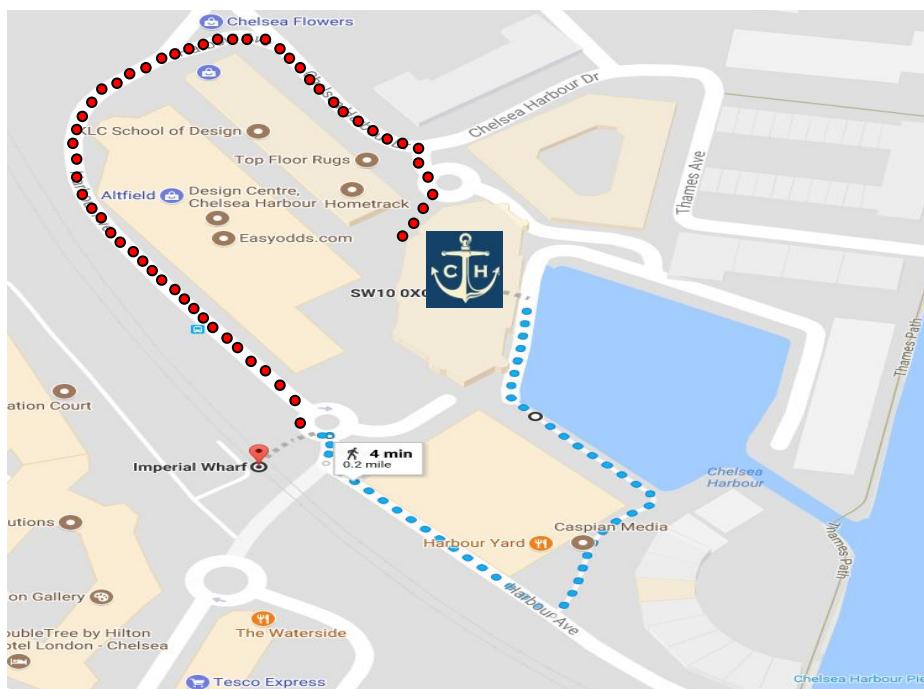 Chelsea Flowers
KLC School of Design
Chelsea Harbour Dr
Top Floor Rugs
Altfield
Design Centre,
Chelsea Harbour
Hometrack
Easyodds.com
Thames Ave
C H
SW10 0X
Thames Path
ation Court
Imperial Wharf
4 min
0.2 mile
Chelsea
Harbour
Caspian Media
Harbour Yard
utions
Thames Path
Harbour Ave
on Gallery
The Waterside
oubleTree by Hilton
otel London - Chelsea
Tesco Express
Chelsea Harbour Pie